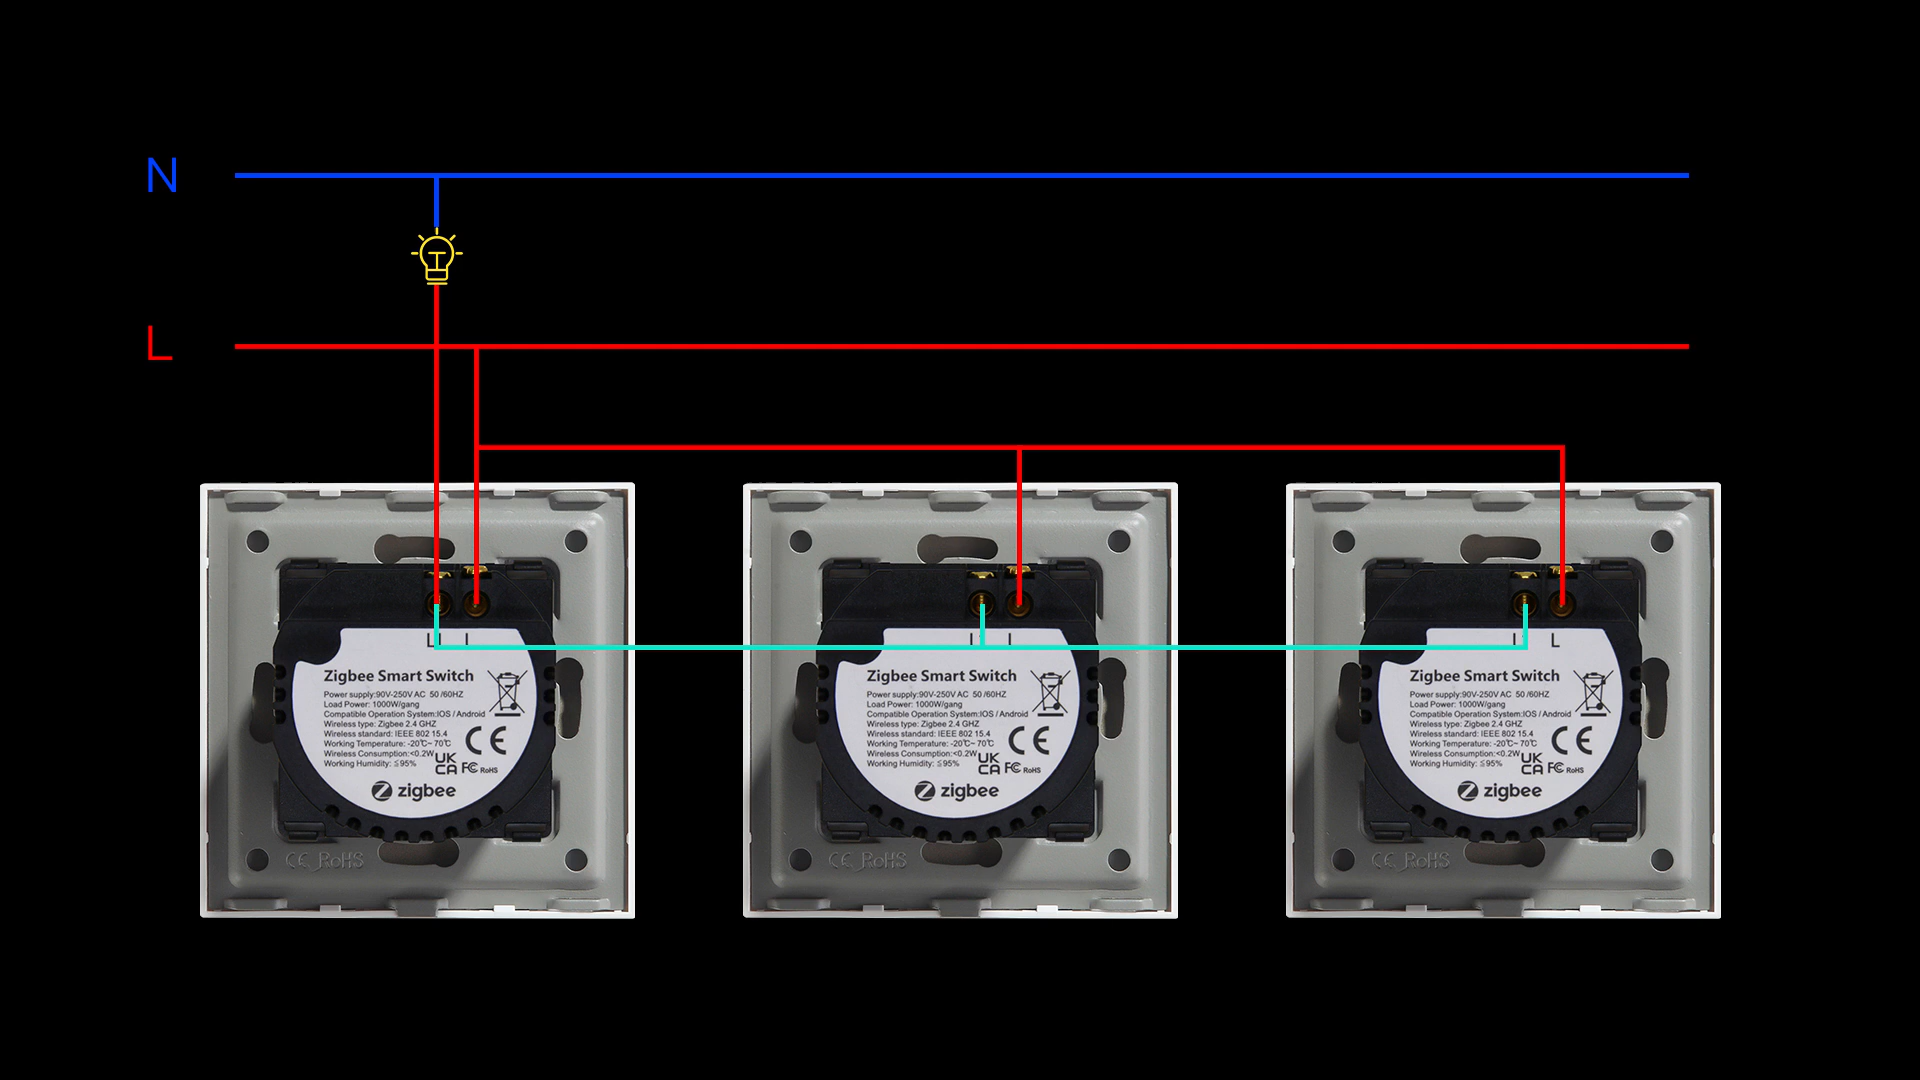 N
L
L
Zigbee Smart Switch
Power supply:90V-250V AC 50 /60HZ
Load Power: 1000W/gang
Compatible Operation System:IOS / Android
Wireless type: Zigbee 2.4 GHZ
Wireless standard: IEEE 802 15.4
Working Temperature: -20℃~ 70℃
Wireless Consumption:<0.2W
Working Humidity: ≦95%
CE
UK
CA
FC RoHS
zigbee
CE RoHS
L
Zigbee Smart Switch
Power supply:90V-250V AC 50 /60HZ
Load Power: 1000W/gang
Compatible Operation System:IOS / Android
Wireless type: Zigbee 2.4 GHZ
Wireless standard: IEEE 802 15.4
Working Temperature: -20℃~ 70℃
Wireless Consumption:<0.2W
Working Humidity: ≦95%
CE
UK
CA
FC RoHS
zigbee
CE RoHS
L
Zigbee Smart Switch
Power supply:90V-250V AC 50 /60HZ
Load Power: 1000W/gang
Compatible Operation System:IOS / Android
Wireless type: Zigbee 2.4 GHZ
Wireless standard: IEEE 802 15.4
Working Temperature: -20℃~ 70℃
Wireless Consumption:<0.2W
Working Humidity: ≦95%
CE
UK
CA
FC RoHS
zigbee
CE RoHS